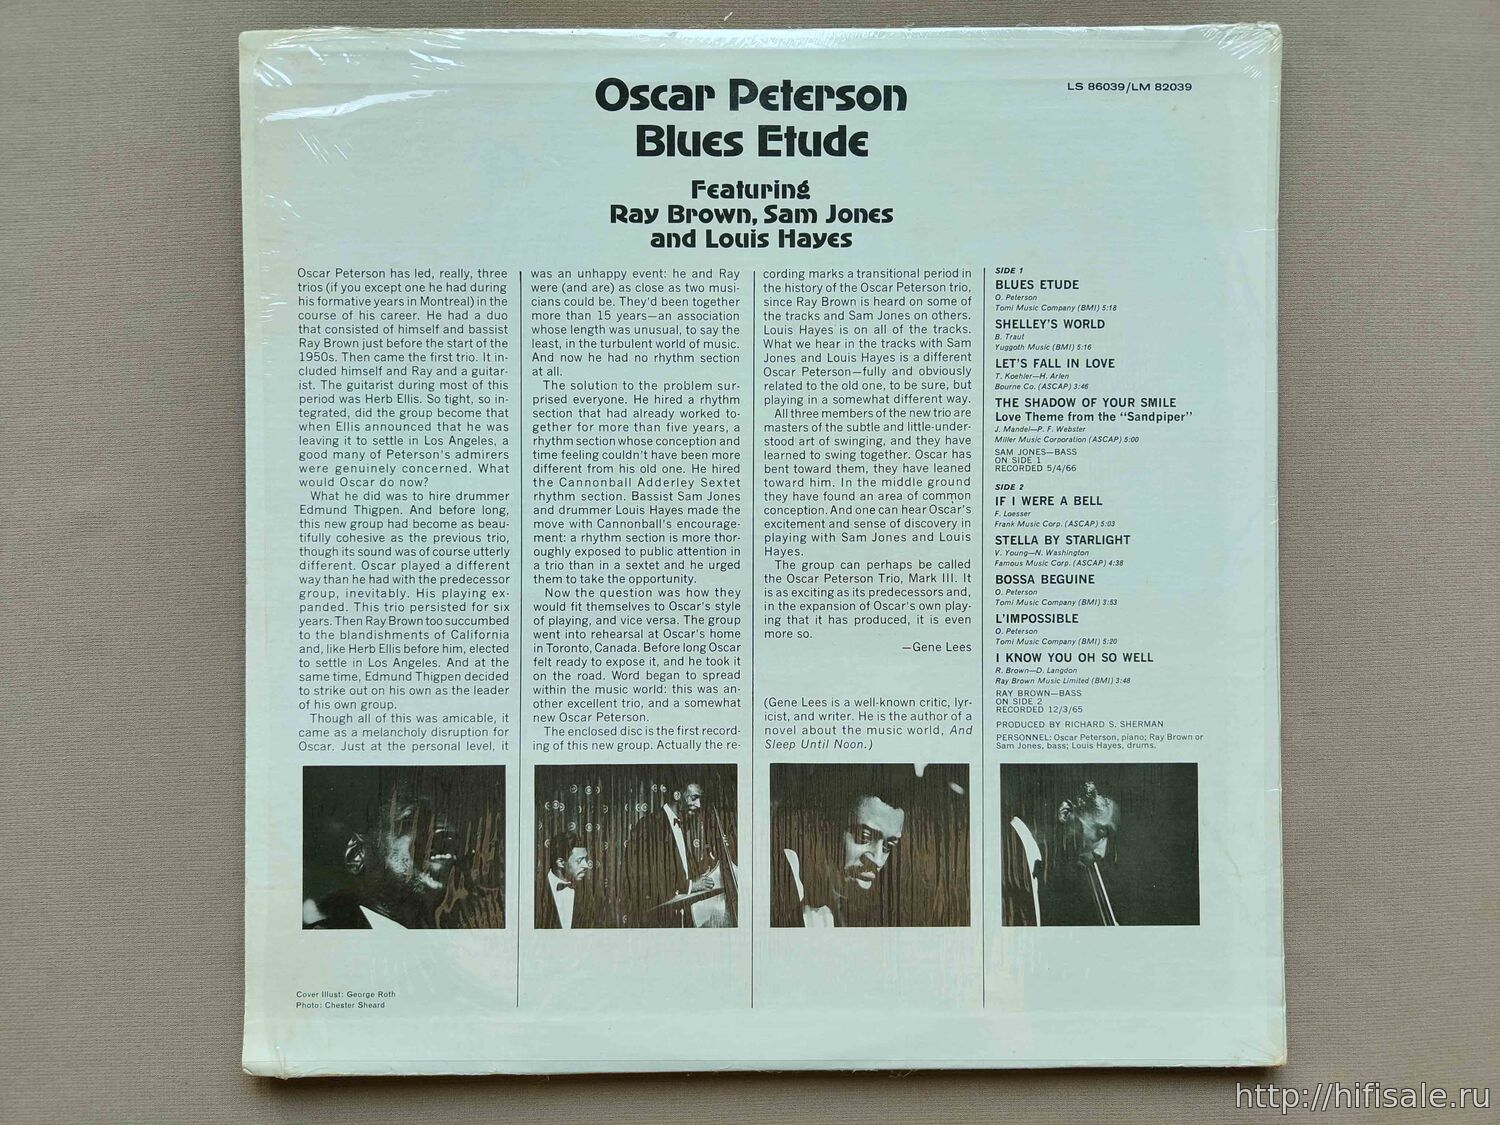 LS 86039/LM 82039
Oscar Peterson
Blues Etude
Featuring
Ray Brown, Sam Jones
and Louis Hayes
Oscar Peterson has led, really, three
trios (if you except one he had during
his formative years in Montreal) in the
course of his career. He had a duo
that consisted of himself and bassist
Ray Brown just before the start of the
1950s. Then came the first trio. It in-
cluded himself and Ray and a guitar-
ist. The guitarist during most of this
period was Herb Ellis. So tight, so in-
tegrated, did the group become that
when Ellis announced that he was
leaving it to settle in Los Angeles, a
good many of Peterson's admirers
were genuinely concerned. What
would Oscar do now?
What he did was to hire drummer
Edmund Thigpen. And before long,
this new group had become as beau-
tifully cohesive as the previous trio,
though its sound was of course utterly
different. Oscar played a different
way than he had with the predecessor
group, inevitably. His playing ex-
panded. This trio persisted for six
years. Then Ray Brown too succumbed
to the blandishments of California
and, like Herb Ellis before him, elected
to settle in Los Angeles. And at the
same time, Edmund Thigpen decided
to strike out on his own as the leader
of his own group.
Though all of this was amicable, it
came as a melancholy disruption for
Oscar. Just at the personal level, it
was an unhappy event: he and Ray
were (and are) as close as two musi-
cians could be. They'd been together
more than 15 years—an association
whose length was unusual, to say the
least, in the turbulent world of music.
And now he had no rhythm section
at all.
The solution to the problem sur-
prised everyone. He hired a rhythm
section that had already worked to-
gether for more than five years, a
rhythm section whose conception and
time feeling couldn't have been more
different from his old one. He hired
the Cannonball Adderley Sextet
rhythm section. Bassist Sam Jones
and drummer Louis Hayes made the
move with Cannonball's encourage-
ment: a rhythm section is more thor-
oughly exposed to public attention in
a trio than in a sextet and he urged
them to take the opportunity.
Now the question was how they
would fit themselves to Oscar's style
of playing, and vice versa. The group
went into rehearsal at Oscar's home
in Toronto, Canada. Before long Oscar
felt ready to expose it, and he took it
on the road. Word began to spread
within the music world: this was an-
other excellent trio, and a somewhat
new Oscar Peterson.
The enclosed disc is the first record-
ing of this new group. Actually the re-
cording marks a transitional period in
the history of the Oscar Peterson trio,
since Ray Brown is heard on some of
the tracks and Sam Jones on others.
Louis Hayes is on all of the tracks.
What we hear in the tracks with Sam
Jones and Louis Hayes is a different
Oscar Peterson—fully and obviously
related to the old one, to be sure, but
playing in a somewhat different way.
All three members of the new trio are
masters of the subtle and little-under-
stood art of swinging, and they have
learned to swing together. Oscar has
bent toward them, they have leaned
toward him. In the middle ground
they have found an area of common
conception. And one can hear Oscar's
excitement and sense of discovery in
playing with Sam Jones and Louis
Hayes.
The group can perhaps be called
the Oscar Peterson Trio, Mark III. It
is as exciting as its predecessors and,
in the expansion of Oscar's own play-
ing that it has produced, it is even
more so.
—Gene Lees
(Gene Lees is a well-known critic, lyr-
icist, and writer. He is the author of a
novel about the music world, And
Sleep Until Noon.)
SIDE 1
BLUES ETUDE
O. Peterson
Tomi Music Company (BMI) 5:18
SHELLEY'S WORLD
B. Traut
Yuggoth Music (BMI) 5:16
LET'S FALL IN LOVE
T. Koehler—H. Arlen
Bourne Co. (ASCAP) 3:46
THE SHADOW OF YOUR SMILE
Love Theme from the "Sandpiper"
J. Mandel—P. F. Webster
Miller Music Corporation (ASCAP) 5:00
SAM JONES—BASS
ON SIDE 1
RECORDED 5/4/66
SIDE 2
IF I WERE A BELL
F. Loesser
Frank Music Corp. (ASCAP) 5:03
STELLA BY STARLIGHT
V. Young—N. Washington
Famous Music Corp. (ASCAP) 4:38
BOSSA BEGUINE
O. Peterson
Tomi Music Company (BMI) 3:53
L'IMPOSSIBLE
O. Peterson
Tomi Music Company (BMI) 5:20
I KNOW YOU OH SO WELL
R. Brown—D. Langdon
Ray Brown Music Limited (BMI) 3:48
RAY BROWN—BASS
ON SIDE 2
RECORDED 12/3/65
PRODUCED BY RICHARD S. SHERMAN
PERSONNEL: Oscar Peterson, piano; Ray Brown or
Sam Jones, bass; Louis Hayes, drums.
Cover Illust: George Roth
Photo: Chester Sheard
http://hifisale.ru